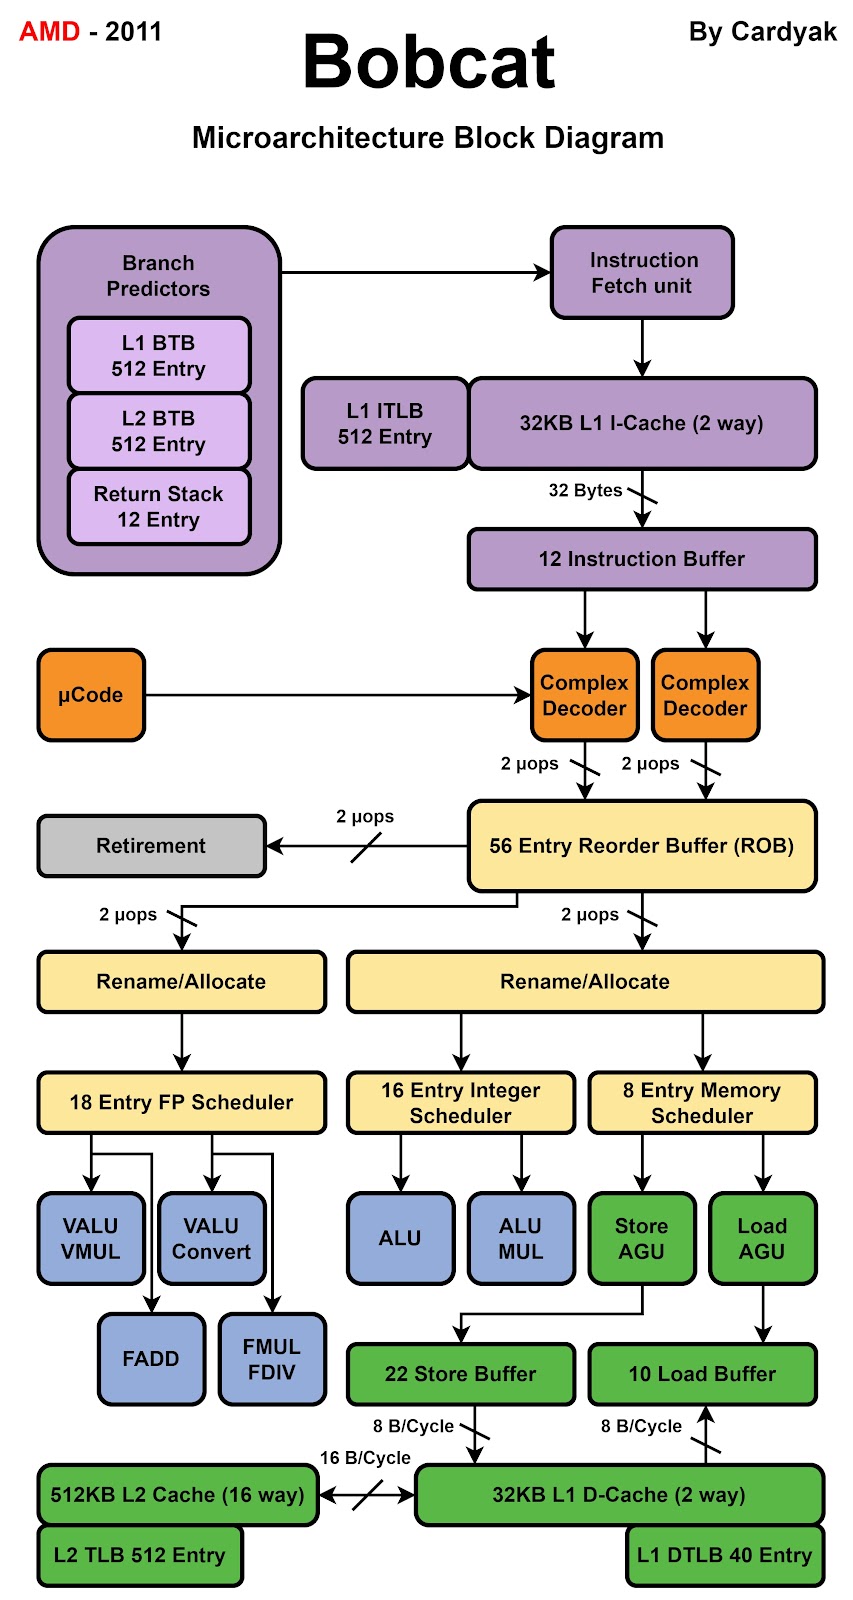 AMD - 2011
By Cardyak
Bobcat
Microarchitecture Block Diagram
Branch
Predictors
L1 BTB
512 Entry
L2 BTB
512 Entry
Return Stack
12 Entry
Instruction
Fetch unit
L1 ITLB
512 Entry
32KB L1 I-Cache (2 way)
32 Bytes
12 Instruction Buffer
µCode
Complex
Decoder
Complex
Decoder
2 µops
2 µops
Retirement
2 µops
56 Entry Reorder Buffer (ROB)
2 µops
2 µops
Rename/Allocate
Rename/Allocate
18 Entry FP Scheduler
16 Entry Integer
Scheduler
8 Entry Memory
Scheduler
VALU
VMUL
VALU
Convert
ALU
ALU
MUL
Store
AGU
Load
AGU
FADD
FMUL
FDIV
22 Store Buffer
10 Load Buffer
8 B/Cycle
8 B/Cycle
16 B/Cycle
512KB L2 Cache (16 way)
32KB L1 D-Cache (2 way)
L2 TLB 512 Entry
L1 DTLB 40 Entry